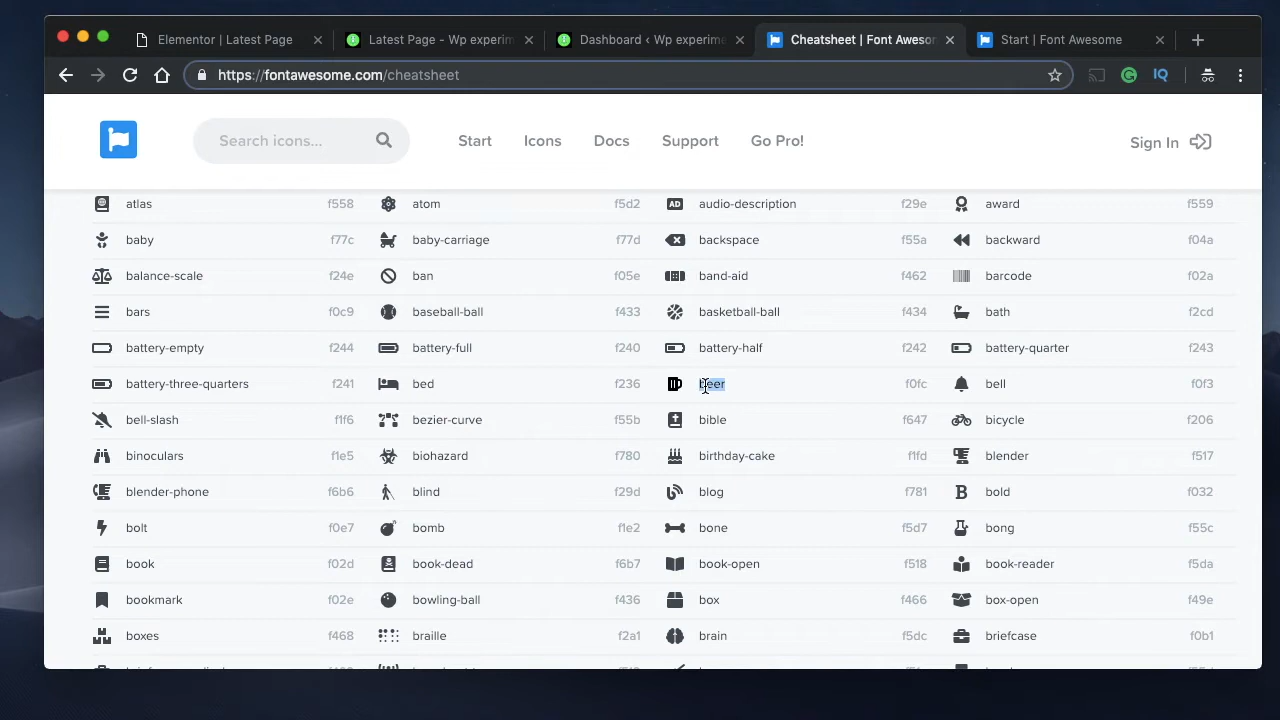 Elementor | Latest Page
Latest Page - Wp experim
Dashboard ‹ Wp experime
Cheatsheet | Font Awesor
Start | Font Awesome
https://fontawesome.com/cheatsheet
IQ
Search icons...
Start
Icons
Docs
Support
Go Pro!
Sign In
atlas f558 atom f5d2 AD audio-description f29e award f559
baby f77c baby-carriage f77d backspace f55a backward f04a
balance-scale f24e ban f05e band-aid f462 barcode f02a
bars f0c9 baseball-ball f433 basketball-ball f434 bath f2cd
battery-empty f244 battery-full f240 battery-half f242 battery-quarter f243
battery-three-quarters f241 bed f236 beer f0fc bell f0f3
bell-slash f1f6 bezier-curve f55b bible f647 bicycle f206
binoculars f1e5 biohazard f780 birthday-cake f1fd blender f517
blender-phone f6b6 blind f29d blog f781 B bold f032
bolt f0e7 bomb f1e2 bone f5d7 bong f55c
book f02d book-dead f6b7 book-open f518 book-reader f5da
bookmark f02e bowling-ball f436 box f466 box-open f49e
boxes f468 braille f2a1 brain f5dc briefcase f0b1